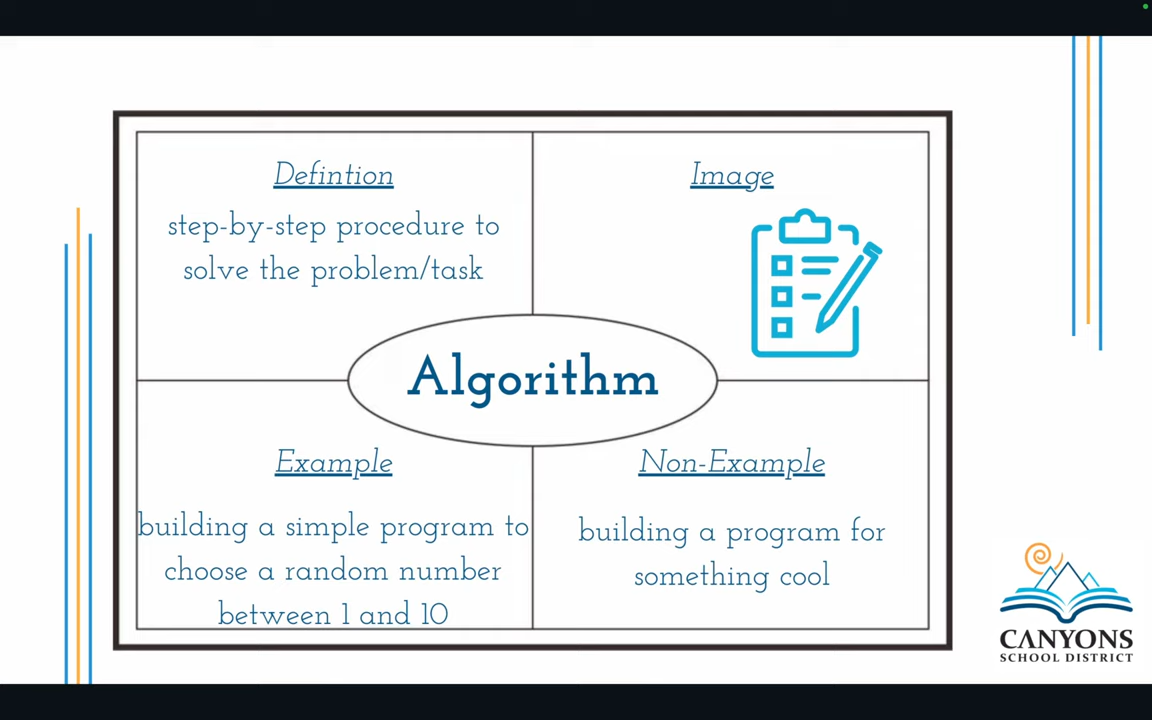 Defintion
step-by-step procedure to
solve the problem/task
Image
Algorithm
Example
building a simple program to
choose a random number
between 1 and 10
Non-Example
building a program for
something cool
CANYONS
SCHOOL DISTRICT